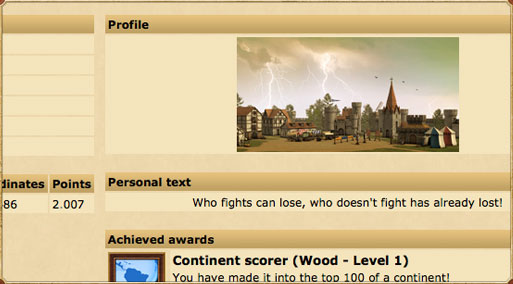 Profile
dinates Points
86 2.007
Personal text
Who fights can lose, who doesn't fight has already lost!
Achieved awards
Continent scorer (Wood - Level 1)
You have made it into the top 100 of a continent!